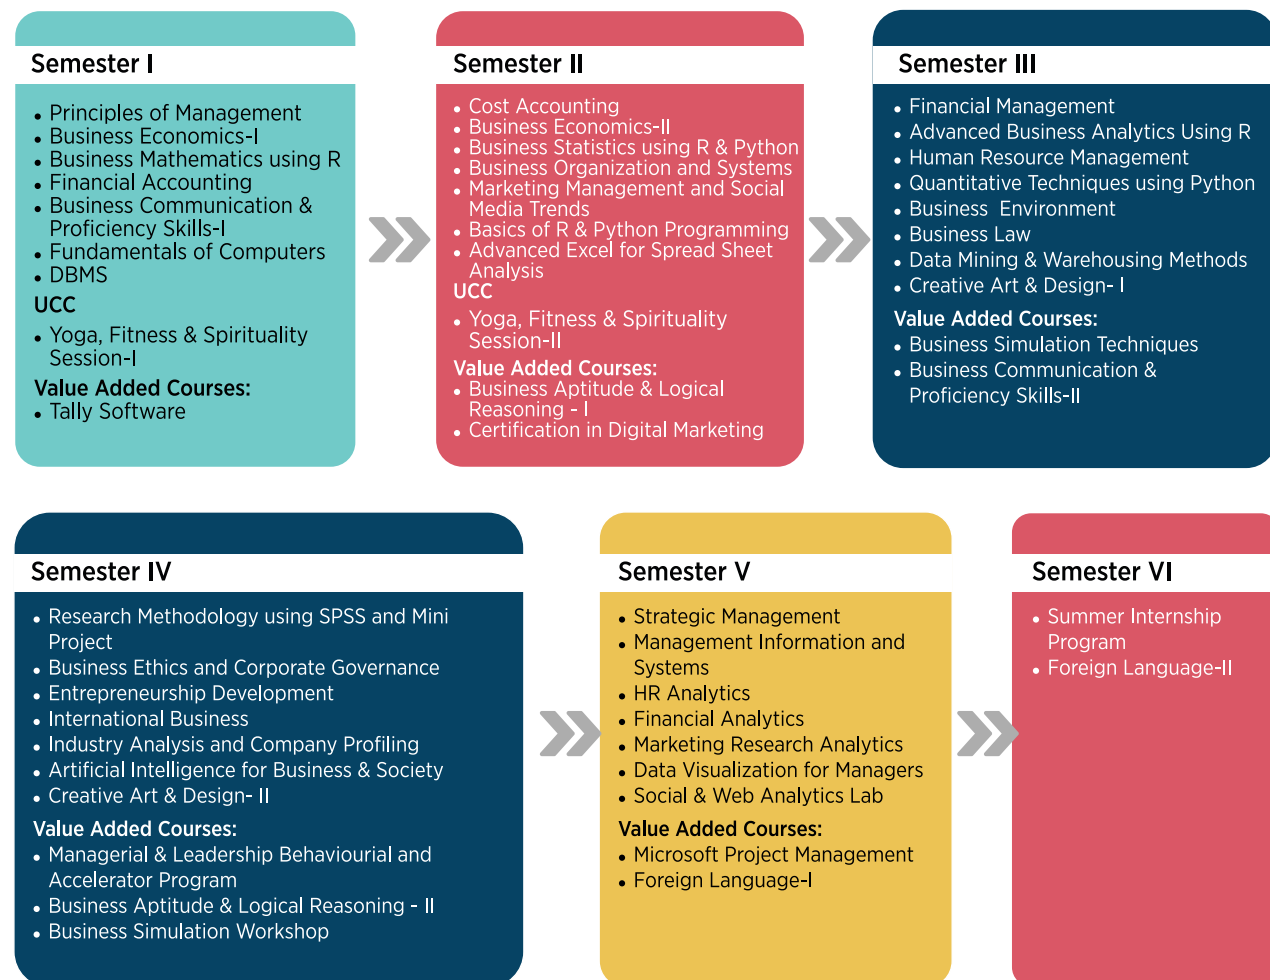 Semester I
• Principles of Management
• Business Economics-I
• Business Mathematics using R
• Financial Accounting
• Business Communication &
Proficiency Skills-I
• Fundamentals of Computers
• DBMS
UCC
• Yoga, Fitness & Spirituality
Session-I
Value Added Courses:
• Tally Software
Semester II
• Cost Accounting
• Business Economics-II
• Business Statistics using R & Python
• Business Organization and Systems
• Marketing Management and Social
Media Trends
• Basics of R & Python Programming
• Advanced Excel for Spread Sheet
Analysis
UCC
• Yoga, Fitness & Spirituality
Session-II
Value Added Courses:
• Business Aptitude & Logical
Reasoning - I
• Certification in Digital Marketing
Semester III
• Financial Management
• Advanced Business Analytics Using R
• Human Resource Management
• Quantitative Techniques using Python
• Business  Environment
• Business Law
• Data Mining & Warehousing Methods
• Creative Art & Design- I
Value Added Courses:
• Business Simulation Techniques
• Business Communication &
Proficiency Skills-II
Semester IV
• Research Methodology using SPSS and Mini
Project
• Business Ethics and Corporate Governance
• Entrepreneurship Development
• International Business
• Industry Analysis and Company Profiling
• Artificial Intelligence for Business & Society
• Creative Art & Design- II
Value Added Courses:
• Managerial & Leadership Behaviourial and
Accelerator Program
• Business Aptitude & Logical Reasoning - II
• Business Simulation Workshop
Semester V
• Strategic Management
• Management Information and
Systems
• HR Analytics
• Financial Analytics
• Marketing Research Analytics
• Data Visualization for Managers
• Social & Web Analytics Lab
Value Added Courses:
• Microsoft Project Management
• Foreign Language-I
Semester VI
• Summer Internship
Program
• Foreign Language-II